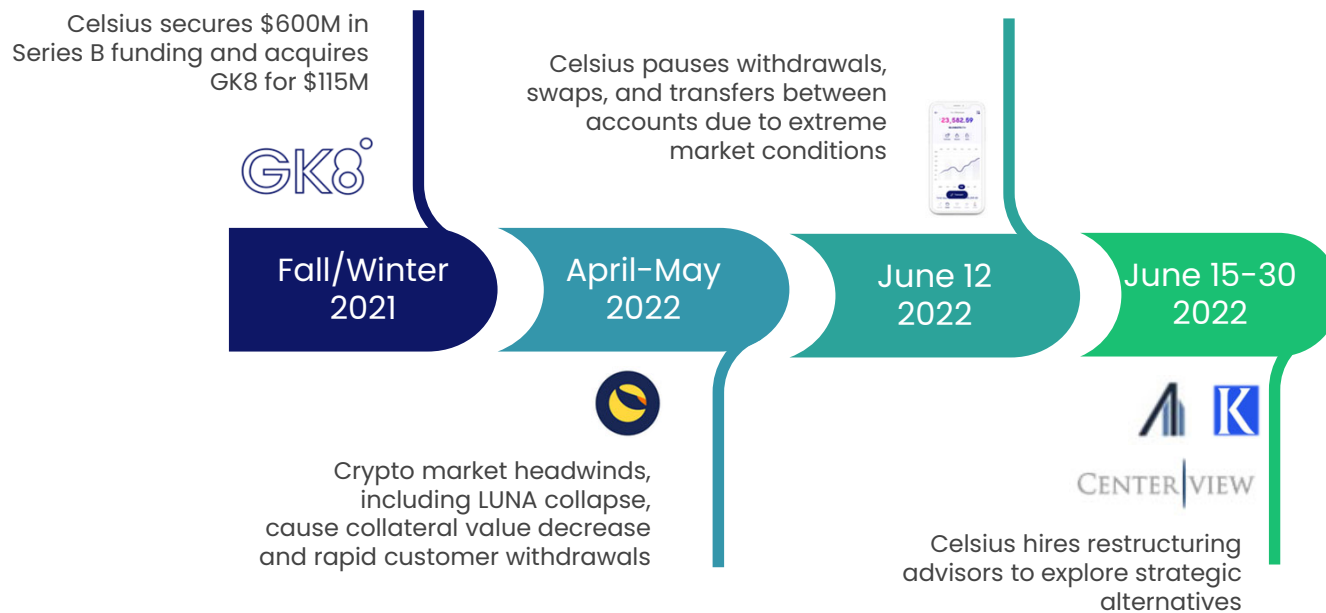 Celsius secures $600M in
Series B funding and acquires
GK8 for $115M
GK8
Celsius pauses withdrawals,
swaps, and transfers between
accounts due to extreme
market conditions
23,582.59
Fall/Winter
2021
April-May
2022
June 12
2022
June 15-30
2022
Crypto market headwinds,
including LUNA collapse,
cause collateral value decrease
and rapid customer withdrawals
K
CENTERVIEW
Celsius hires restructuring
advisors to explore strategic
alternatives